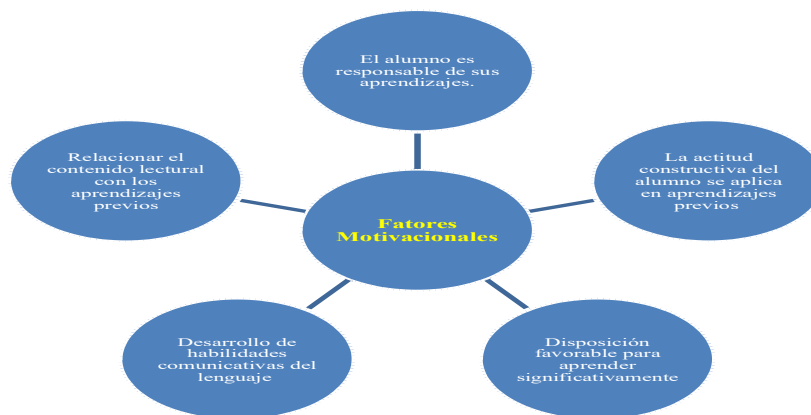 El alumno es
responsable de sus
aprendizajes.
Relacionar el
contenido lectural
con los
aprendizajes
previos
La actitud
constructiva del
alumno se aplica
en aprendizajes
previos
Fatores
Motivacionales
Desarrollo de
habilidades
comunicativas del
lenguaje
Disposición
favorable para
aprender
significativamente